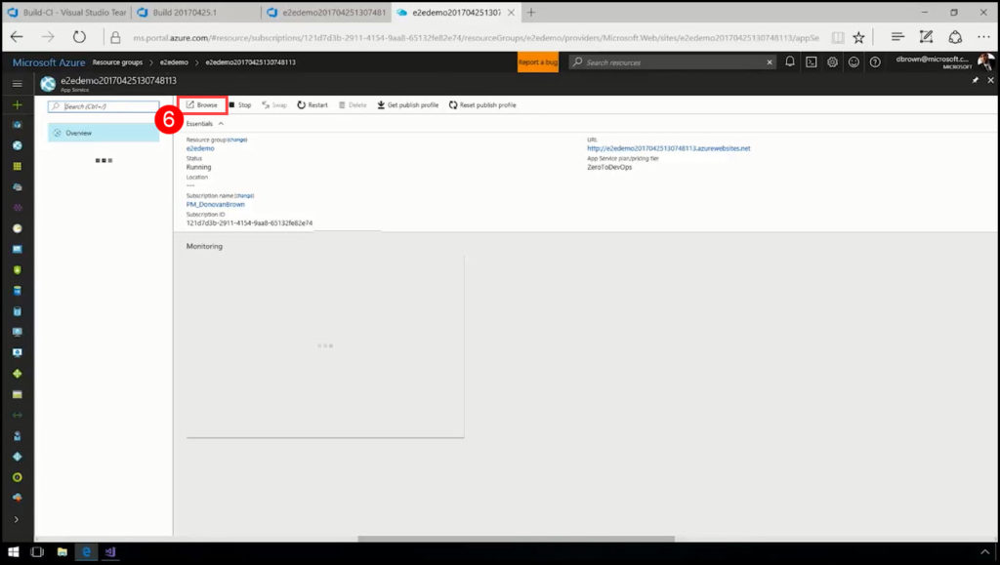 Build-CI - Visual Studio Tear
Build 20170425.1
e2edemo201704251307481
e2edemo201704251307
ms.portal.azure.com/#resource/subscriptions/121d7d3b-2911-4154-9aa8-65132fe82e74/resourceGroups/e2edemo/providers/Microsoft.Web/sites/e2edemo20170425130748113/appSe
Microsoft Azure Resource groups > e2edemo > e2edemo20170425130748113
Report a bug
Search resources
dbrown@microsoft.c...
MICROSOFT
e2edemo20170425130748113
App Service
Search (Ctrl+/)
Browse
Stop
Swap
Restart
Delete
Get publish profile
Reset publish profile
6
Overview
Essentials
Resource group (change)
e2edemo
Status
Running
Location
---
Subscription name (change)
PM_DonovanBrown
Subscription ID
121d7d3b-2911-4154-9aa8-65132fe82e74
URL
http://e2edemo20170425130748113.azurewebsites.net
App Service plan/pricing tier
ZeroToDevOps
Monitoring